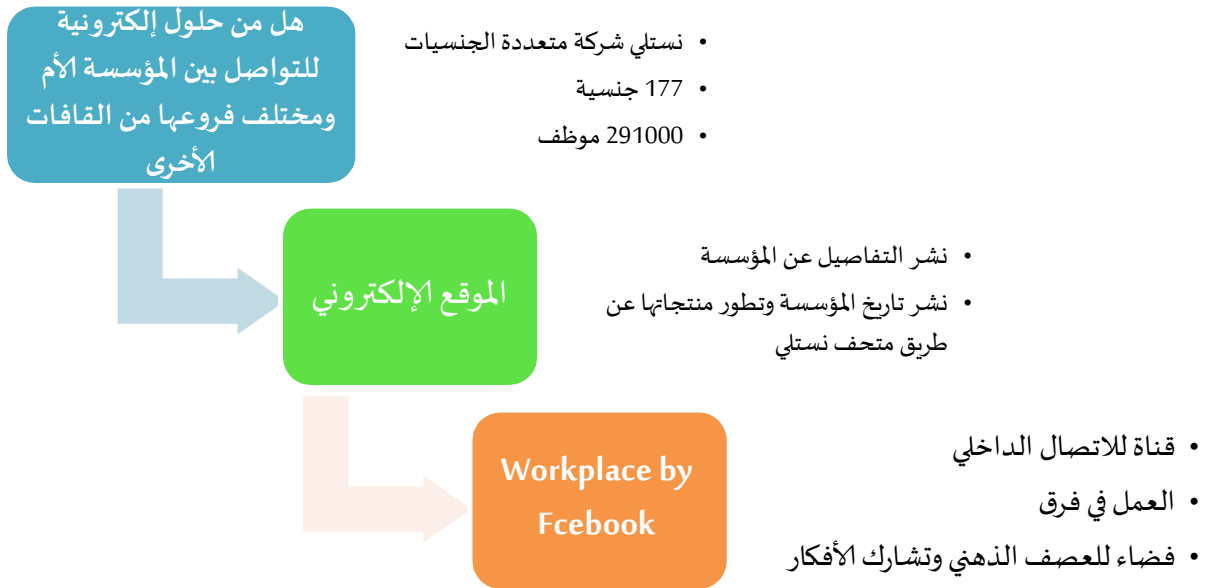 هل من حلول إلكترونية
للتواصل بين المؤسسة الأم
ومختلف فروعها من القافات
الأخرى
• نستلي شركة متعددة الجنسيات
• 177 جنسية
• 291000 موظف
الموقع الإلكتروني
• نشر التفاصيل عن المؤسسة
• نشر تاريخ المؤسسة وتطور منتجاتها عن
طريق متحف نستلي
Workplace by
Fcebook
• قناة للاتصال الداخلي
• العمل في فرق
• فضاء للعصف الذهني وتشارك الأفكار